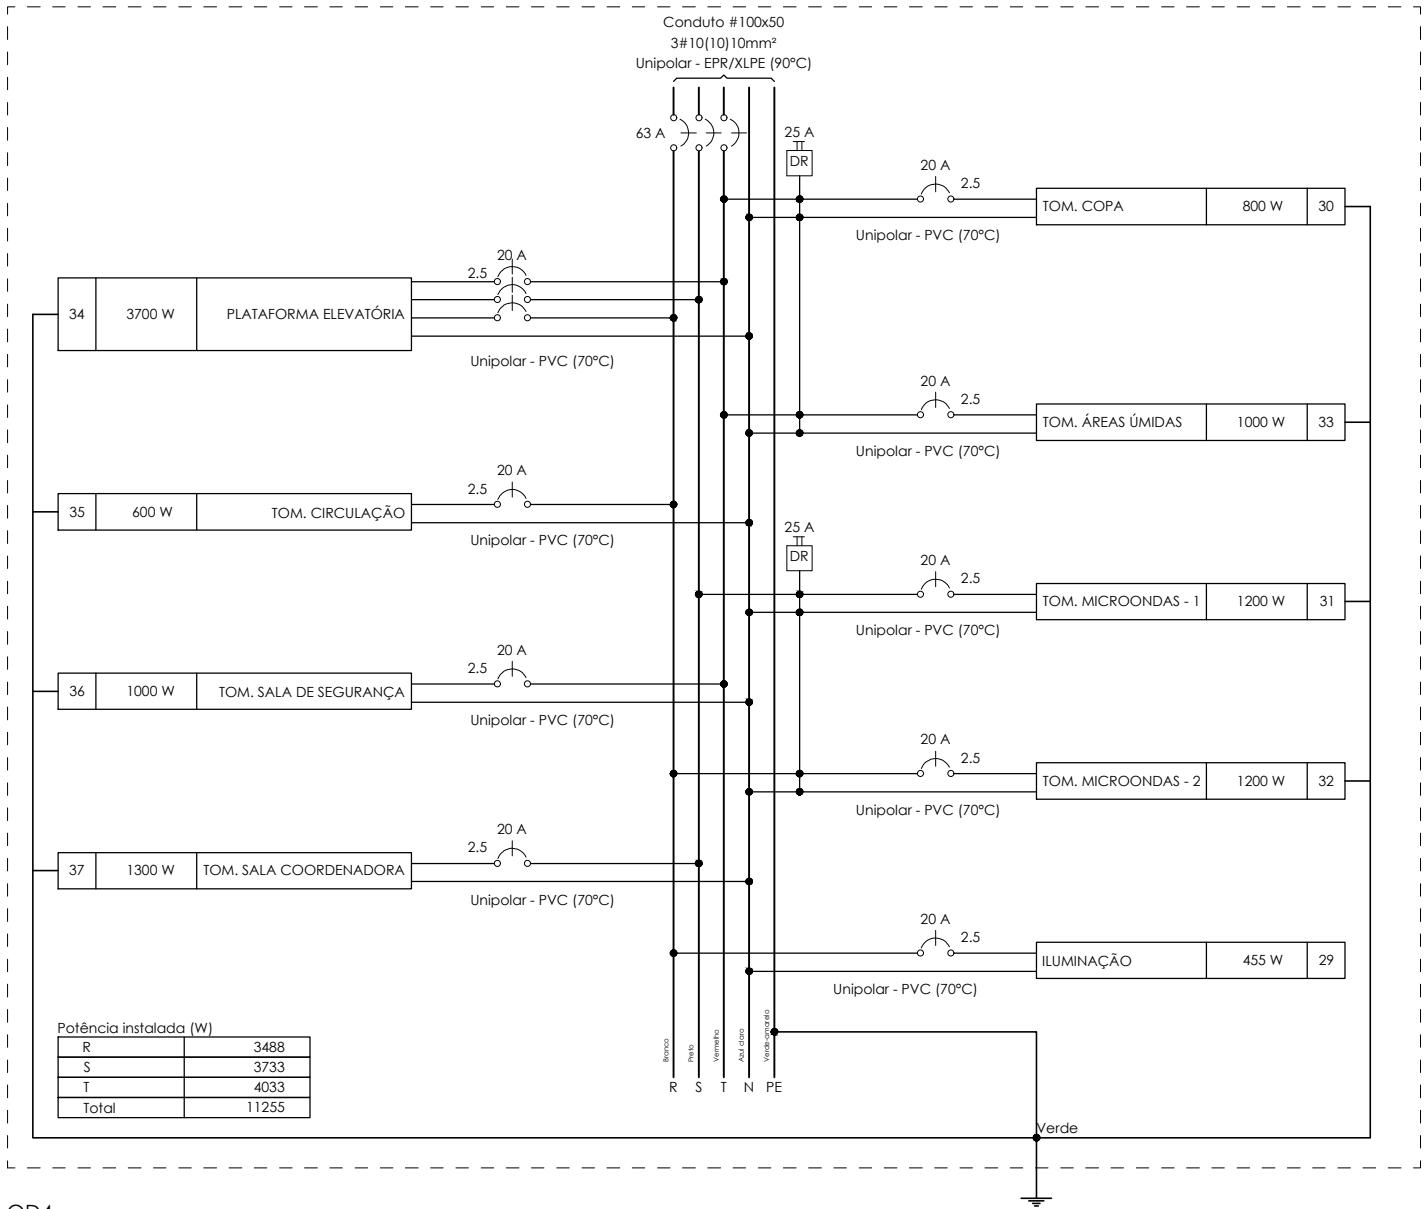 Conduto #100x50
3#10(10)10mm²
Unipolar - EPR/XLPE (90°C)
63 A
25 A
DR
20 A
2.5
TOM. COPA 800 W 30
Unipolar - PVC (70°C)
20 A
2.5
34 3700 W PLATAFORMA ELEVATÓRIA
Unipolar - PVC (70°C)
20 A
2.5
TOM. ÁREAS ÚMIDAS 1000 W 33
Unipolar - PVC (70°C)
20 A
2.5
35 600 W TOM. CIRCULAÇÃO
Unipolar - PVC (70°C)
25 A
DR
20 A
2.5
TOM. MICROONDAS - 1 1200 W 31
Unipolar - PVC (70°C)
20 A
2.5
36 1000 W TOM. SALA DE SEGURANÇA
Unipolar - PVC (70°C)
20 A
2.5
TOM. MICROONDAS - 2 1200 W 32
Unipolar - PVC (70°C)
20 A
2.5
37 1300 W TOM. SALA COORDENADORA
Unipolar - PVC (70°C)
20 A
2.5
ILUMINAÇÃO 455 W 29
Unipolar - PVC (70°C)
Potência instalada (W)
R 3488
S 3733
T 4033
Total 11255
Branco
Preto
Vermelho
Azul claro
Verde-amarelo
R S T N PE
Verde